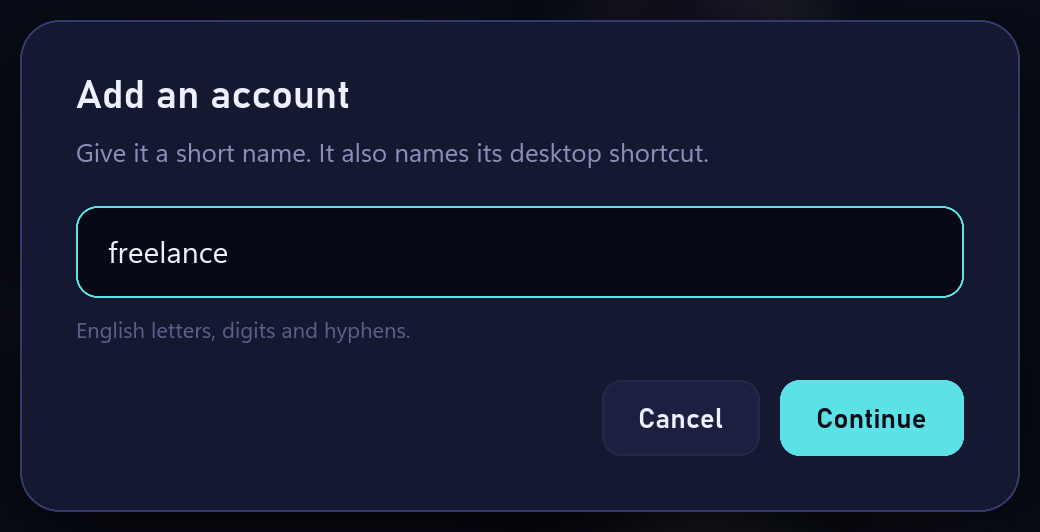 Add an account
Give it a short name. It also names its desktop shortcut.
freelance
English letters, digits and hyphens.
Cancel
Continue